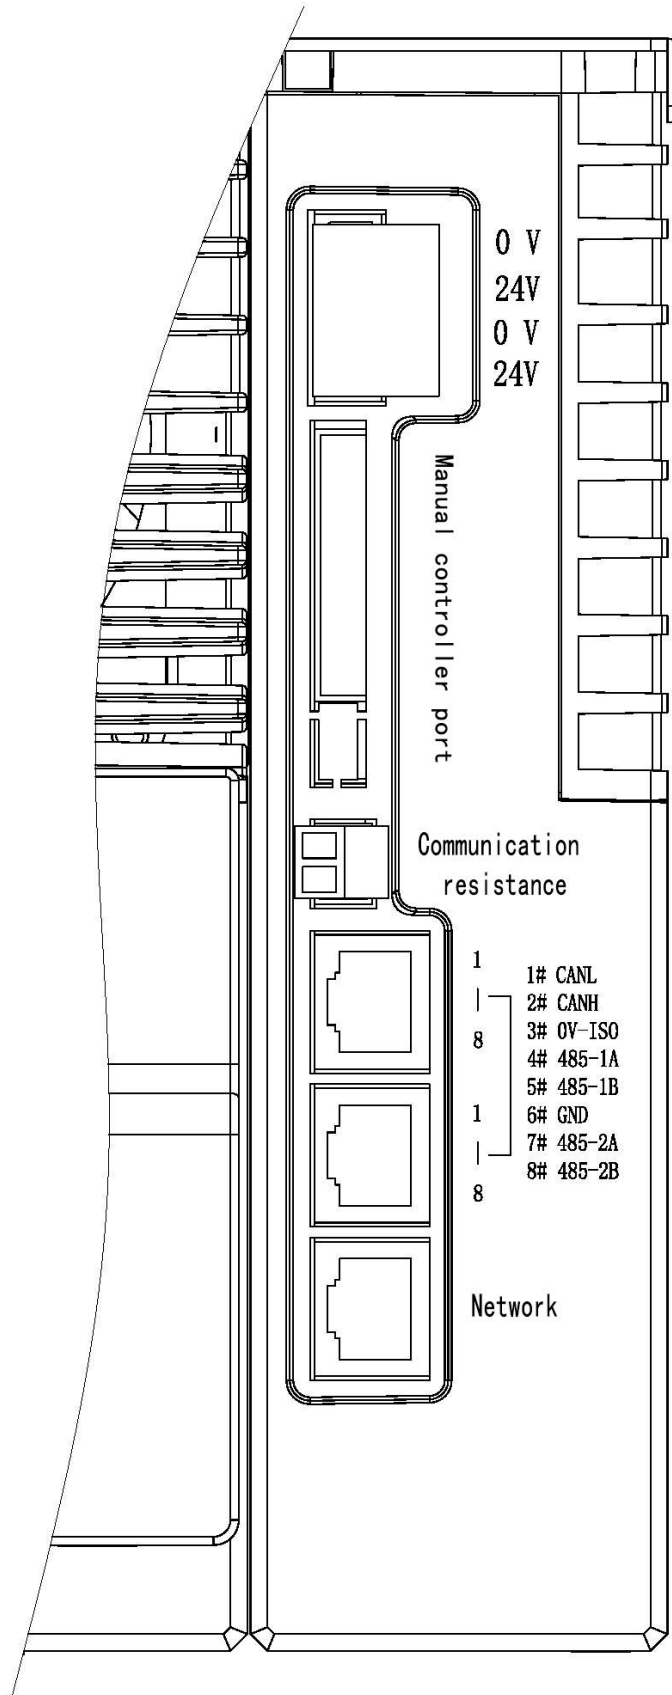 0 V
24V
0 V
24V
Manual controller port
Communication
resistance
1
|
8
1# CANL
2# CANH
3# 0V-ISO
4# 485-1A
5# 485-1B
6# GND
7# 485-2A
8# 485-2B
1
|
8
Network